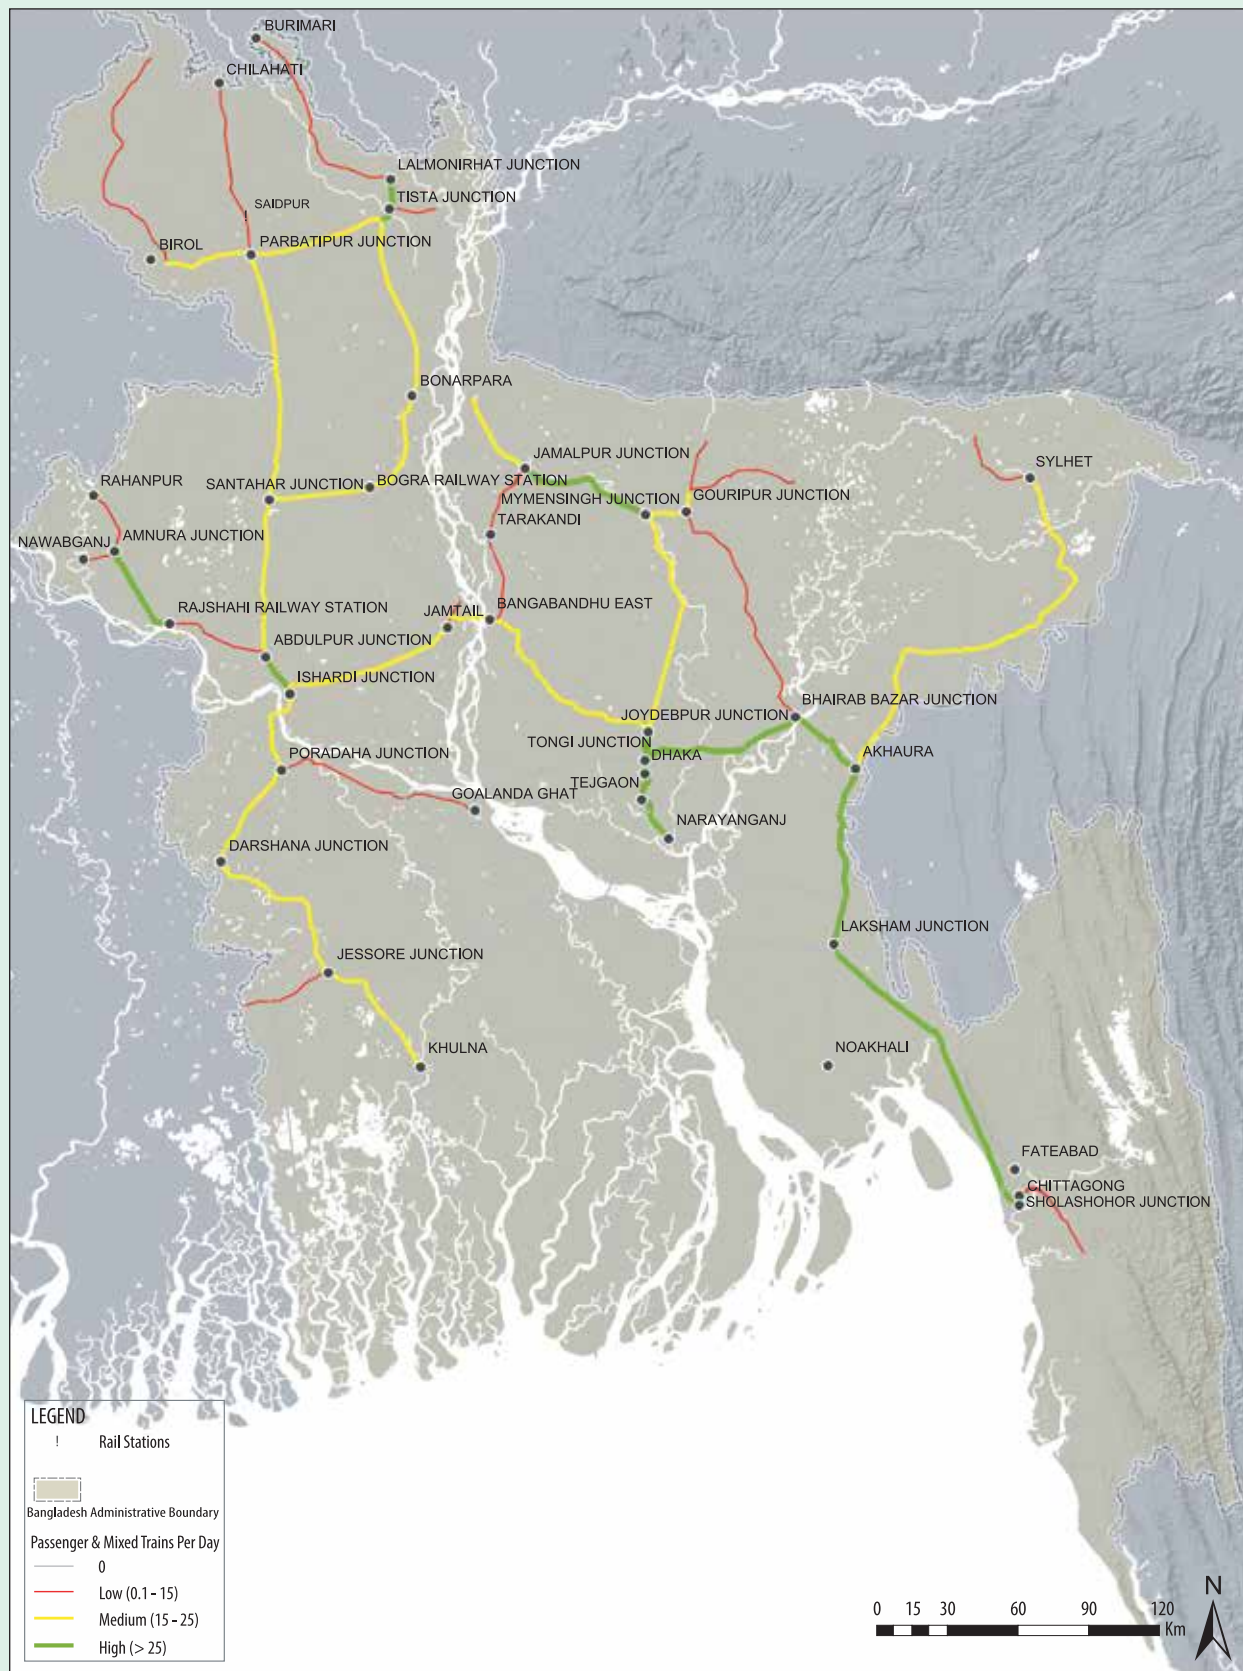 BURIMARI
CHILAHATI
LALMONIRHAT JUNCTION
TISTA JUNCTION
SAIDPUR
!
BIROL
PARBATIPUR JUNCTION
BONARPARA
JAMALPUR JUNCTION
SYLHET
RAHANPUR
SANTAHAR JUNCTION
BOGRA RAILWAY STATION
MYMENSINGH JUNCTION
GOURIPUR JUNCTION
TARAKANDI
NAWABGANJ
AMNURA JUNCTION
RAJSHAHI RAILWAY STATION
JAMTAIL
BANGABANDHU EAST
ABDULPUR JUNCTION
ISHARDI JUNCTION
BHAIRAB BAZAR JUNCTION
JOYDEBPUR JUNCTION
TONGI JUNCTION
DHAKA
AKHAURA
PORADAHA JUNCTION
TEJGAON
GOALANDA GHAT
NARAYANGANJ
DARSHANA JUNCTION
LAKSHAM JUNCTION
JESSORE JUNCTION
KHULNA
NOAKHALI
FATEABAD
CHITTAGONG
SHOLASHOHOR JUNCTION
LEGEND
! Rail Stations
Bangladesh Administrative Boundary
Passenger & Mixed Trains Per Day
0
Low (0.1 - 15)
Medium (15 - 25)
High (> 25)
0 15 30 60 90 120
Km
N